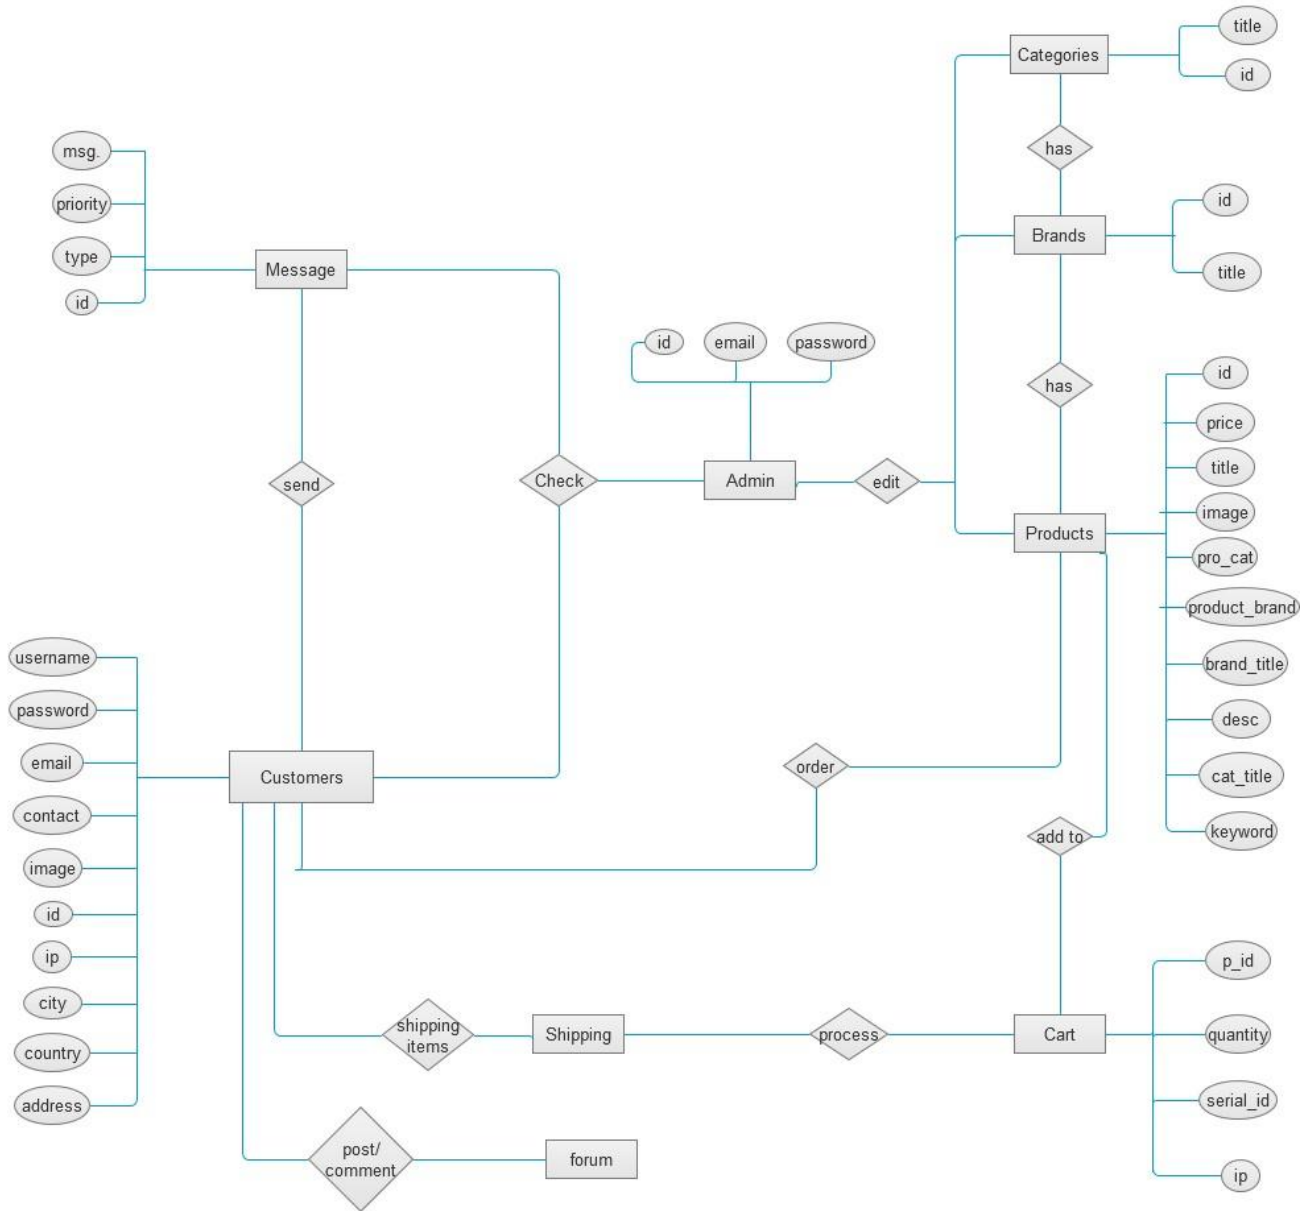 title
Categories
id
msg.
has
priority
id
Brands
type
Message
title
id
id
email
password
id
has
price
title
Check
Admin
edit
send
image
Products
pro_cat
product_brand
username
brand_title
password
desc
email
order
cat_title
Customers
contact
keyword
add to
image
id
ip
p_id
city
shipping
items
Shipping
process
Cart
quantity
country
address
serial_id
post/
comment
forum
ip